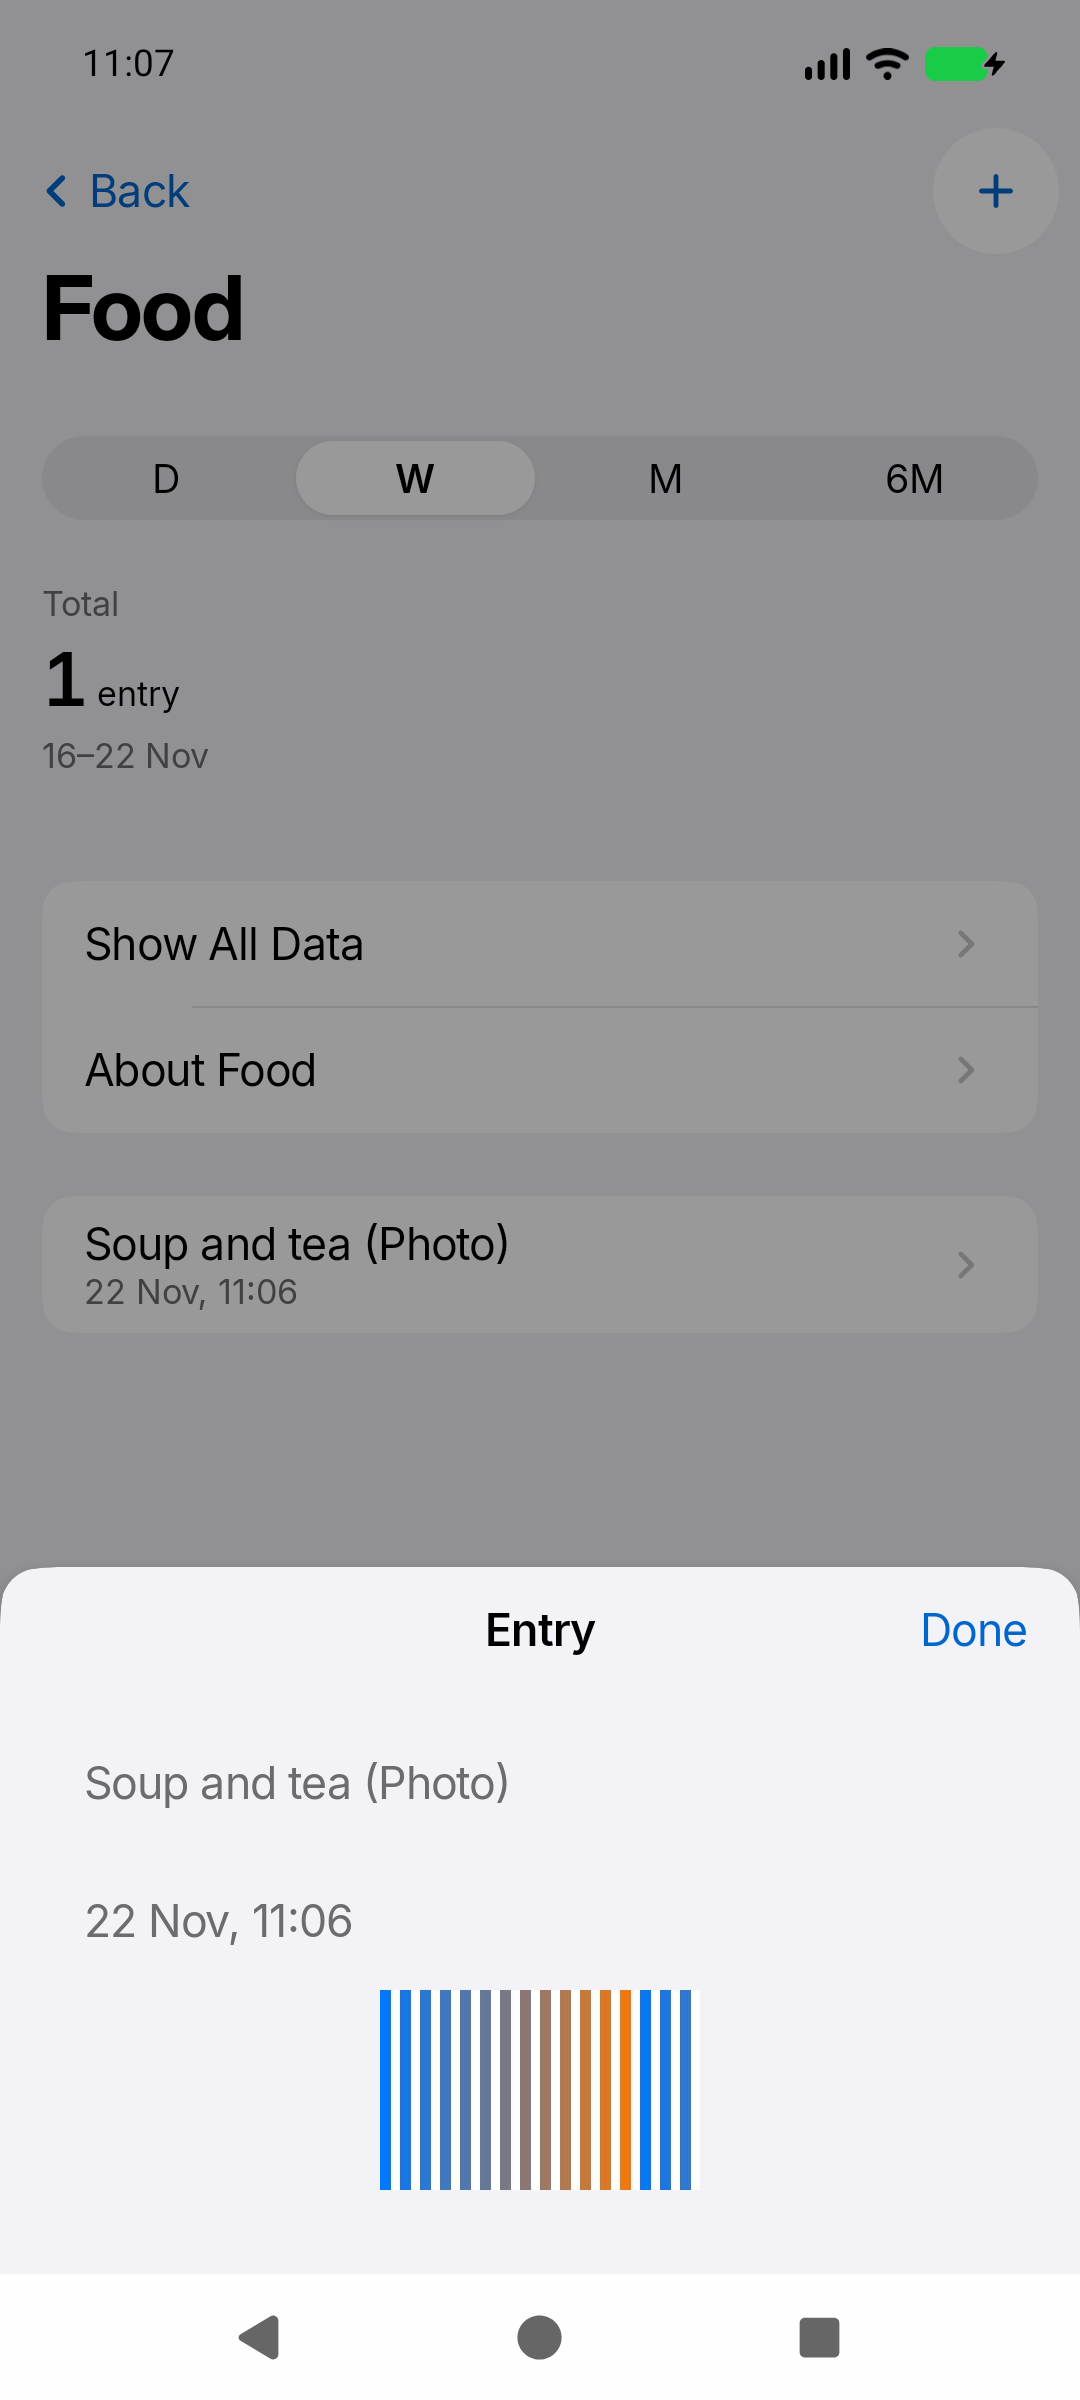 11:07
Back
Food
D W M 6M
Total
1 entry
16–22 Nov
Show All Data
About Food
Soup and tea (Photo)
22 Nov, 11:06
Entry
Done
Soup and tea (Photo)
22 Nov, 11:06